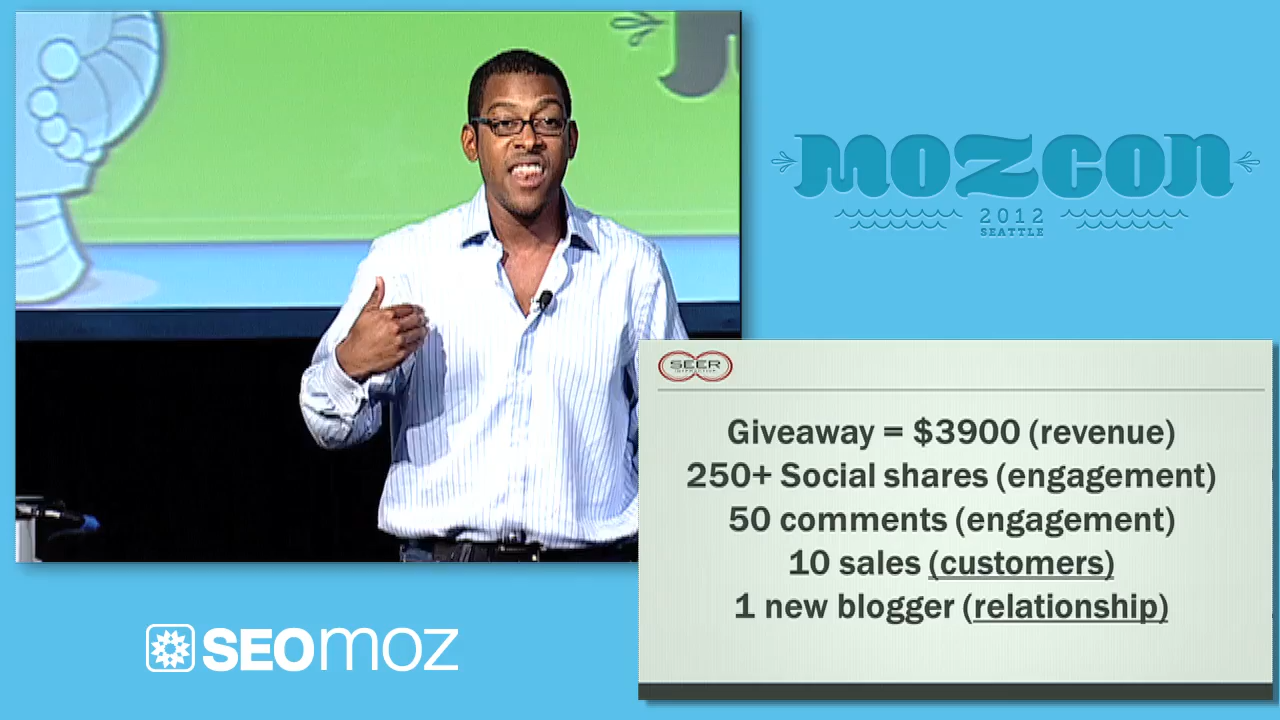 MOZCON
2012
SEATTLE
SEER
INTERACTIVE
Giveaway = $3900 (revenue)
250+ Social shares (engagement)
50 comments (engagement)
10 sales (customers)
1 new blogger (relationship)
SEOmoz